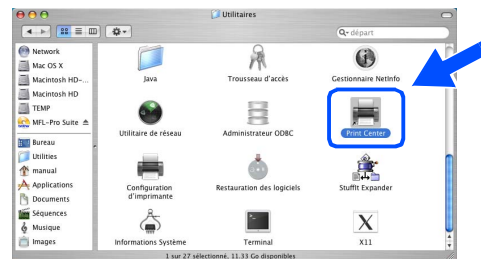 Utilitaires
départ
Network
Mac OS X
Macintosh HD-...
Macintosh HD
TEMP
MFL-Pro Suite
Bureau
Utilities
manual
Applications
Documents
Séquences
Musique
Images
Java
Trousseau d'accès
Gestionnaire NetInfo
Utilitaire de réseau
Administrateur ODBC
Print Center
Configuration
d'imprimante
Restauration des logiciels
StuffIt Expander
Informations Système
Terminal
X11
1 sur 27 sélectionné, 11.33 Go disponibles